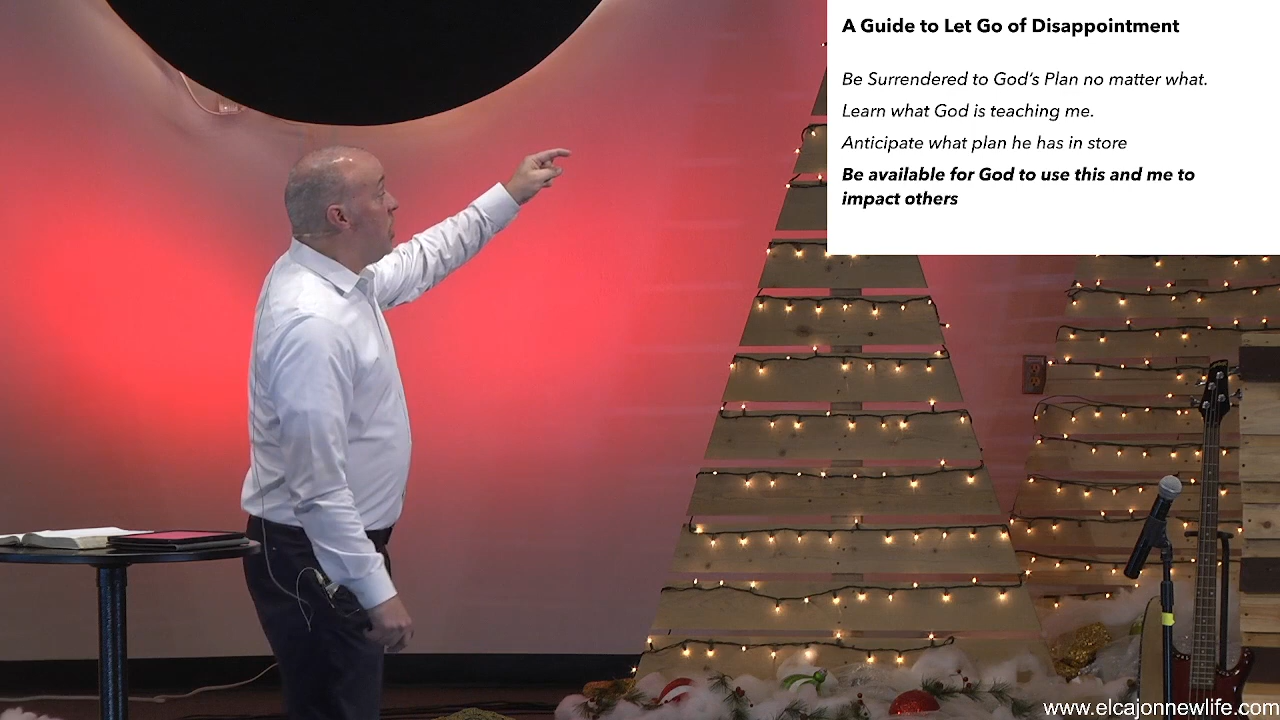 A Guide to Let Go of Disappointment
Be Surrendered to God's Plan no matter what.
Learn what God is teaching me.
Anticipate what plan he has in store
Be available for God to use this and me to
impact others
www.elcajonnewlife.com